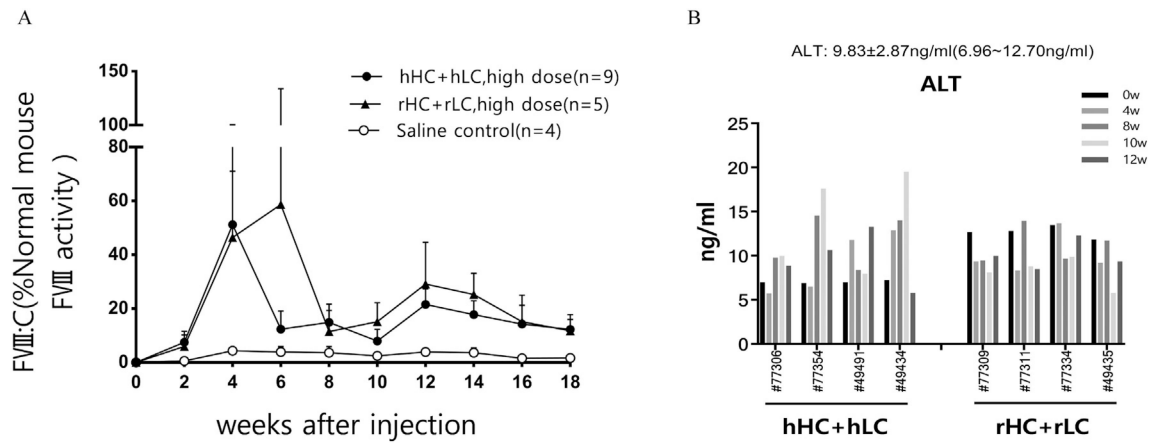 A
FⅧ:C(%Normal mouse
FⅧ activity )
150
100
80
60
40
20
0
0 2 4 6 8 10 12 14 16 18
weeks after injection
hHC+hLC,high dose(n=9)
rHC+rLC,high dose(n=5)
Saline control(n=4)
B
ALT: 9.83±2.87ng/ml(6.96~12.70ng/ml)
ALT
0w
4w
8w
10w
12w
ng/ml
25
20
15
10
5
0
#77306 #77354 #49491 #49434 #77309 #77311 #77334 #49435
hHC+hLC rHC+rLC